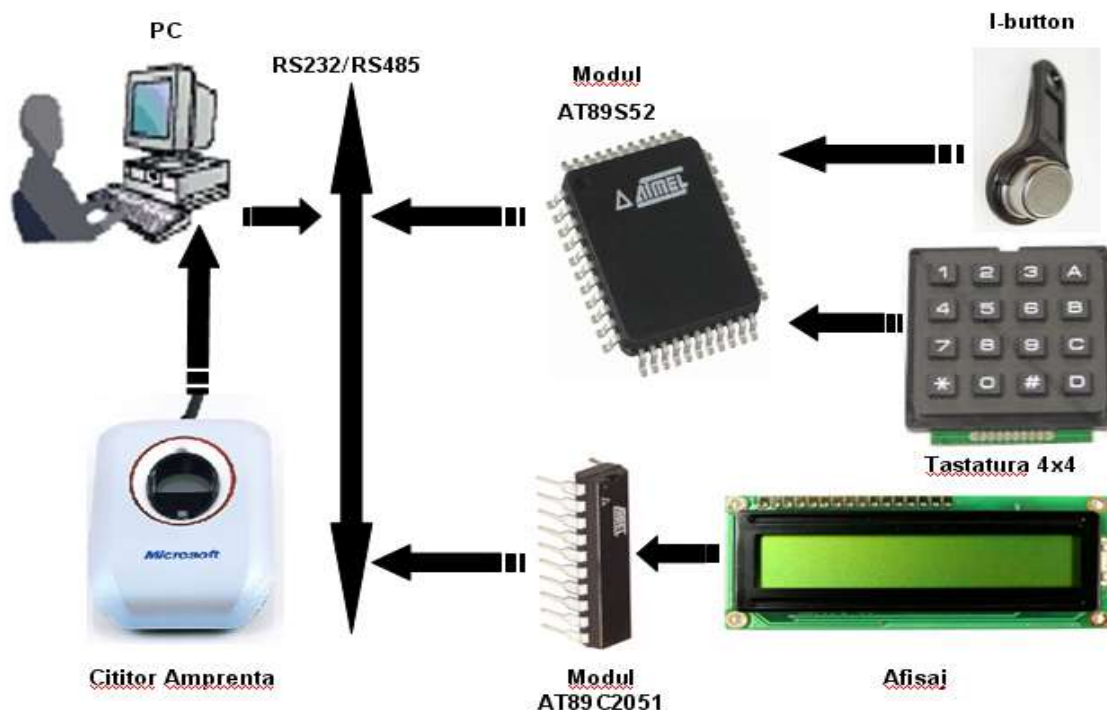 PC
RS232/RS485
Modul
AT89S52
I-button
ATMEL
1 2 3 A
4 5 6 B
7 8 9 C
* 0 # D
Tastatura 4x4
Microsoft
ATMEL
Cititor Amprenta
Modul
AT89C2051
Afisaj